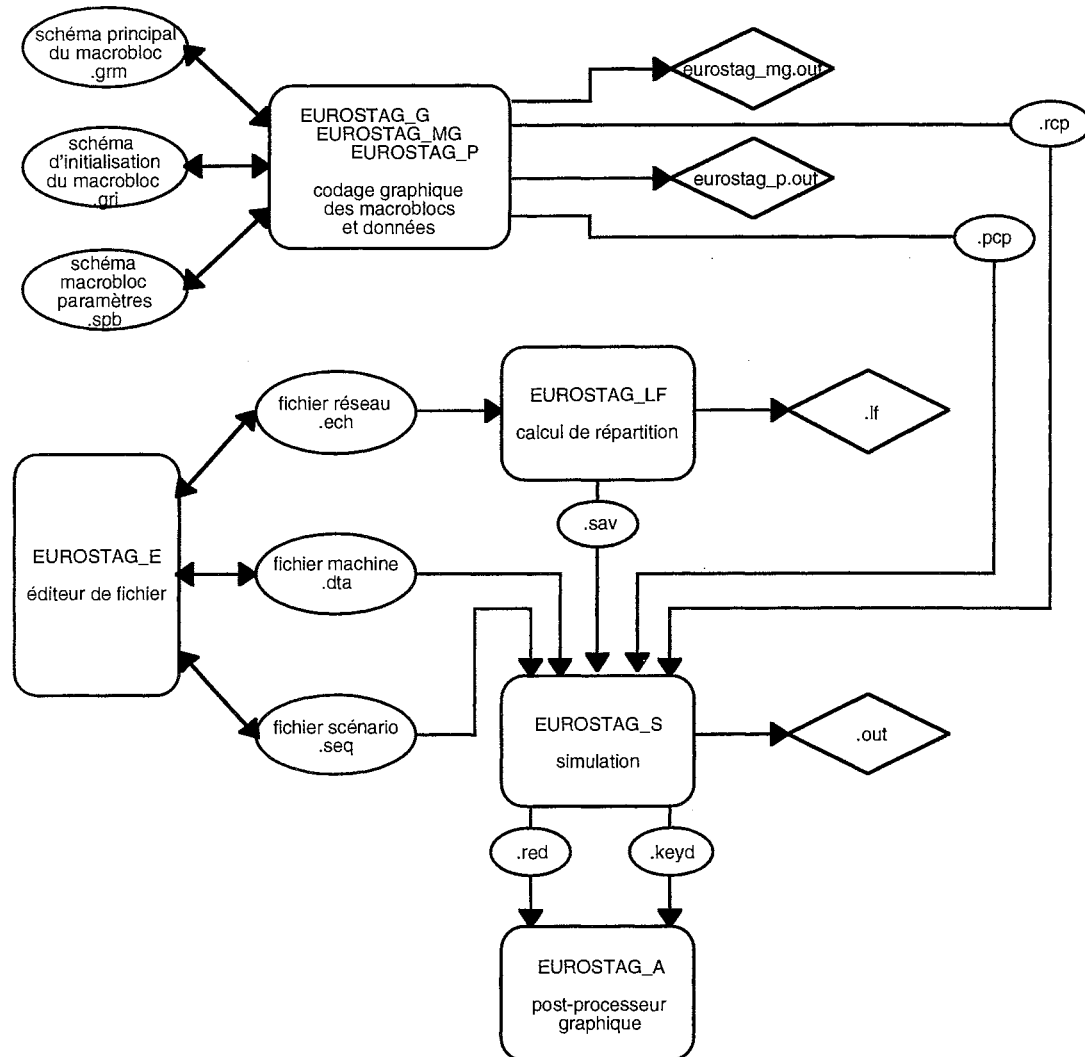 schéma principal
du macrobloc
.grm
schéma
d'initialisation
du macrobloc
.gri
schéma
macrobloc
paramètres
.spb
EUROSTAG_G
EUROSTAG_MG
EUROSTAG_P
codage graphique
des macroblocs
et données
eurostag_mg.out
.rcp
eurostag_p.out
.pcp
fichier réseau
.ech
EUROSTAG_LF
calcul de répartition
.lf
.sav
EUROSTAG_E
éditeur de fichier
fichier machine
.dta
fichier scénario
.seq
EUROSTAG_S
simulation
.out
.red
.keyd
EUROSTAG_A
post-processeur
graphique